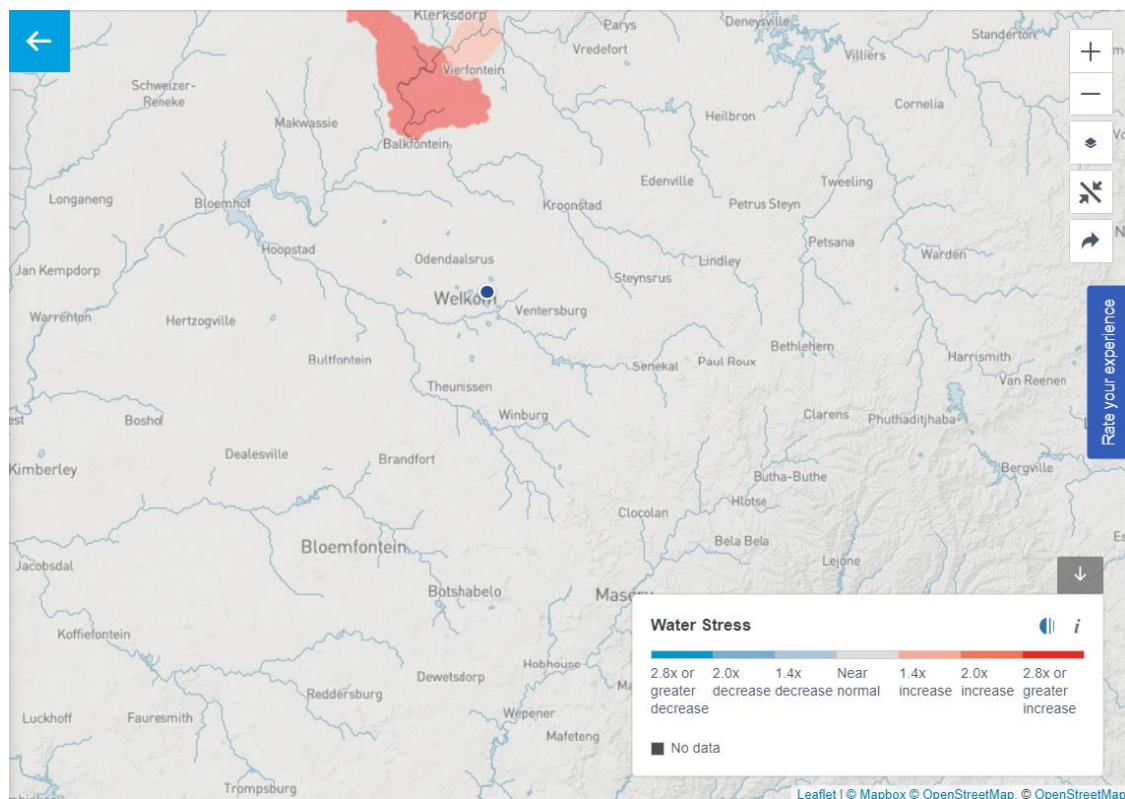 Klerksdorp
Parys
Deneysville
Standerton
Vredefort
Villiers
Vierfontein
Schweizer-
Reneke
Cornelia
Makwassie
Heilbron
Balkfontein
Edenville
Tweeling
Longaneng
Bloemhof
Kroonstad
Petrus Steyn
Petsana
Hoopstad
Odendaalsrus
Lindley
Warden
Jan Kempdorp
Steynsrus
Welkom
Ventersburg
Warrenton
Hertzogville
Bethlehem
Harrismith
Bultfontein
Senekal
Paul Roux
Van Reenen
Theunissen
Winburg
Clarens
Phuthaditjhaba
Boshof
Dealesville
Brandfort
Kimberley
Bergville
Butha-Buthe
Hlotse
Clocolan
Bela Bela
Bloemfontein
Lejone
Jacobsdal
Botshabelo
Koffiefontein
Hobhouse
Dewetsdorp
Reddersburg
Wepener
Luckhoff
Fauresmith
Mafeteng
Trompsburg
Rate your experience
Water Stress
i
2.8x or greater decrease
2.0x decrease
1.4x decrease
Near normal
1.4x increase
2.0x increase
2.8x or greater increase
No data
Leaflet | © Mapbox © OpenStreetMap, © OpenStreetMap